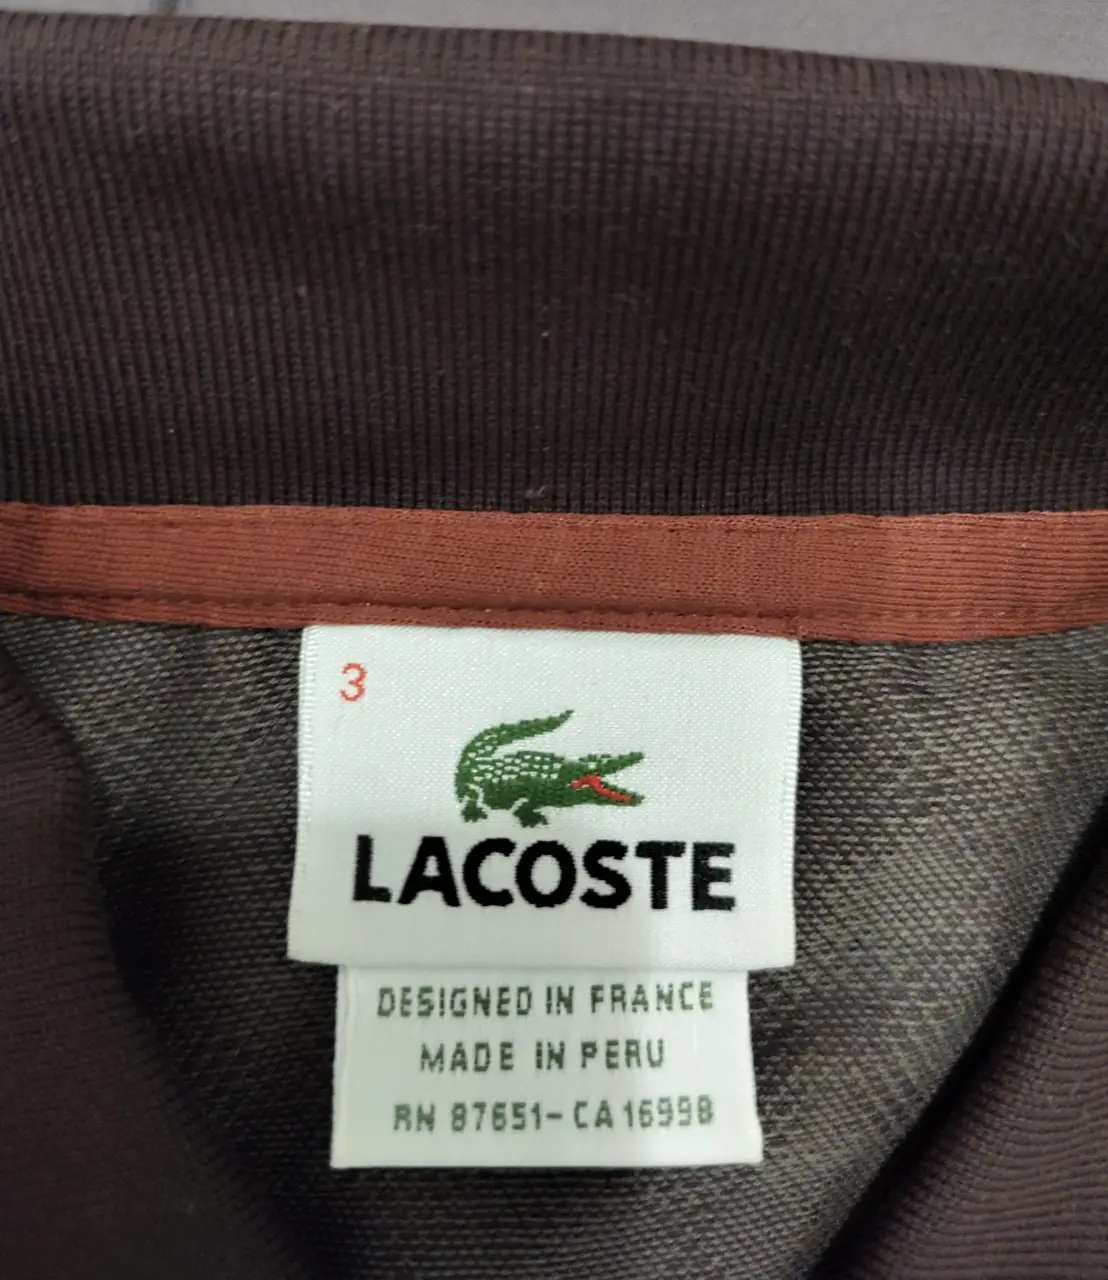 3
LACOSTE
DESIGNED IN FRANCE
MADE IN PERU
RN 87651-CA 16998